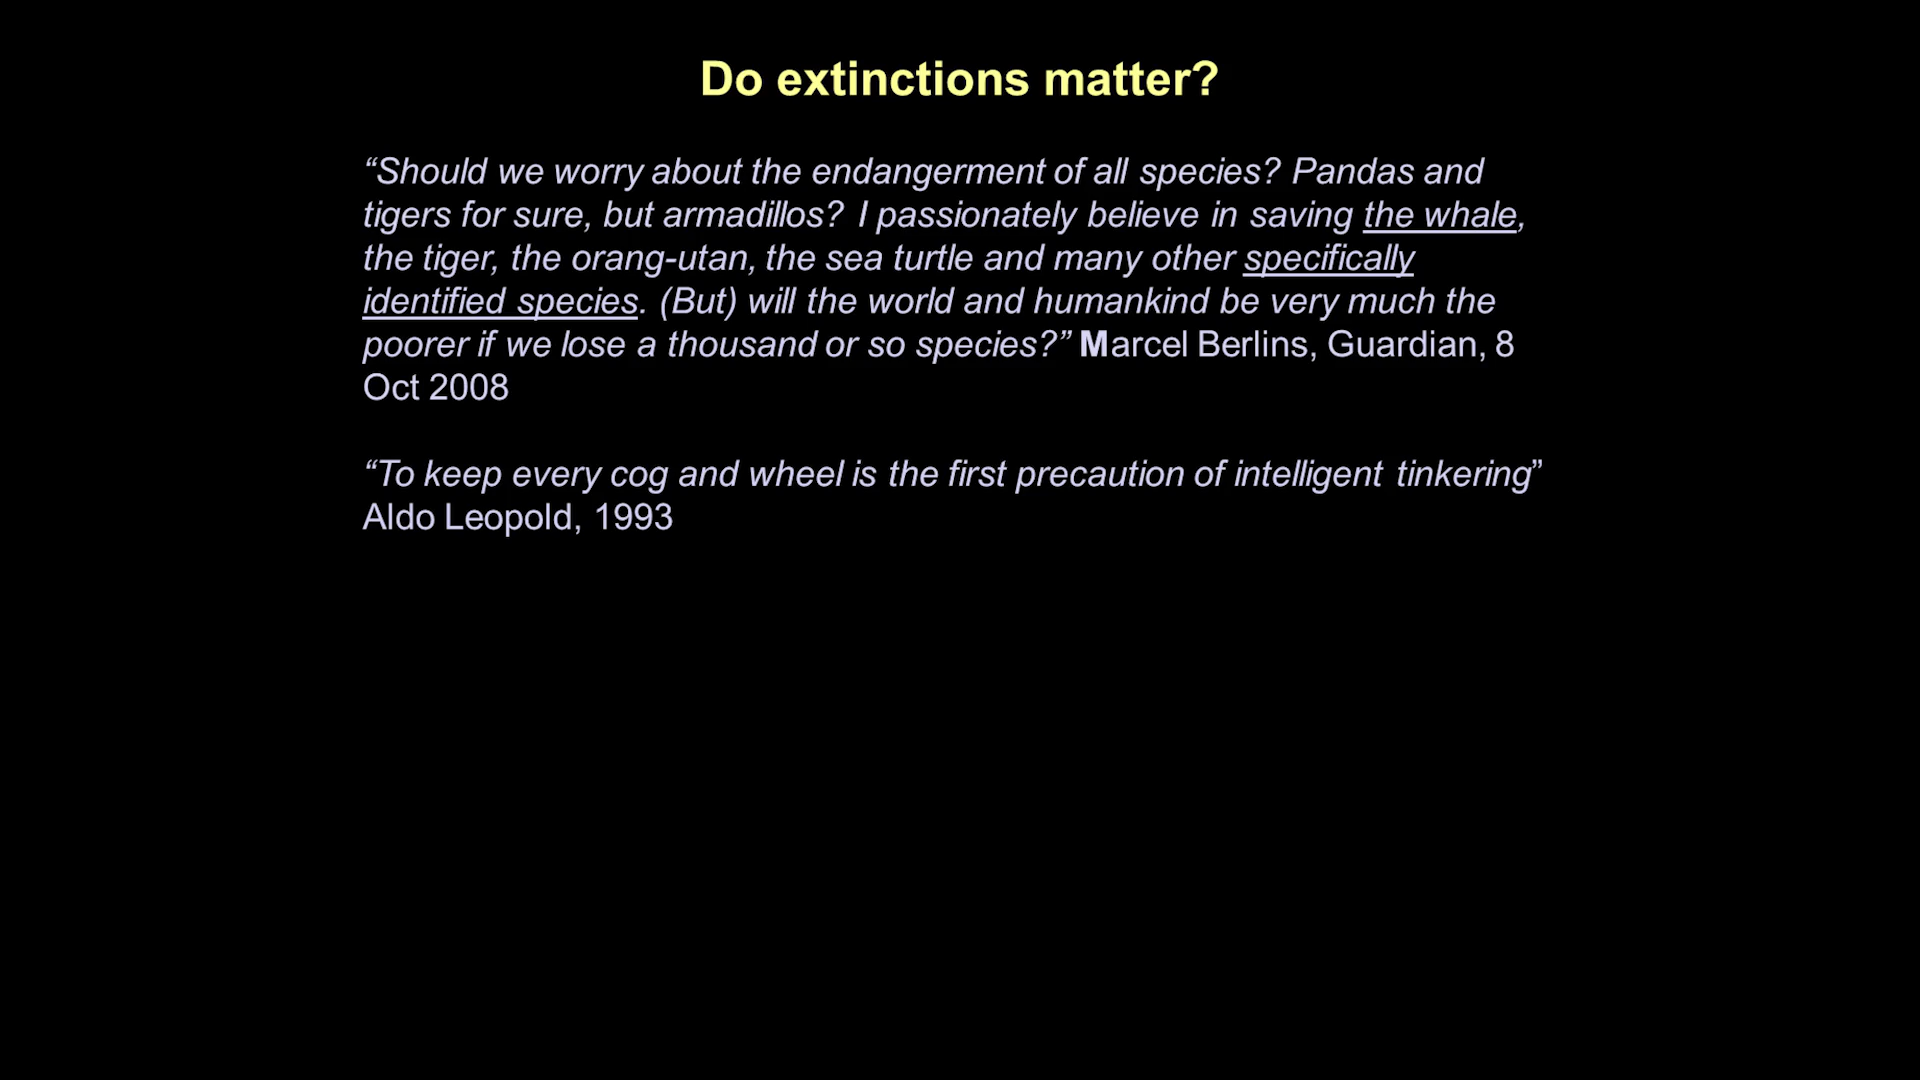 Do extinctions matter?
“Should we worry about the endangerment of all species? Pandas and
tigers for sure, but armadillos? I passionately believe in saving the whale,
the tiger, the orang-utan, the sea turtle and many other specifically
identified species. (But) will the world and humankind be very much the
poorer if we lose a thousand or so species?” Marcel Berlins, Guardian, 8
Oct 2008
“To keep every cog and wheel is the first precaution of intelligent tinkering”
Aldo Leopold, 1993